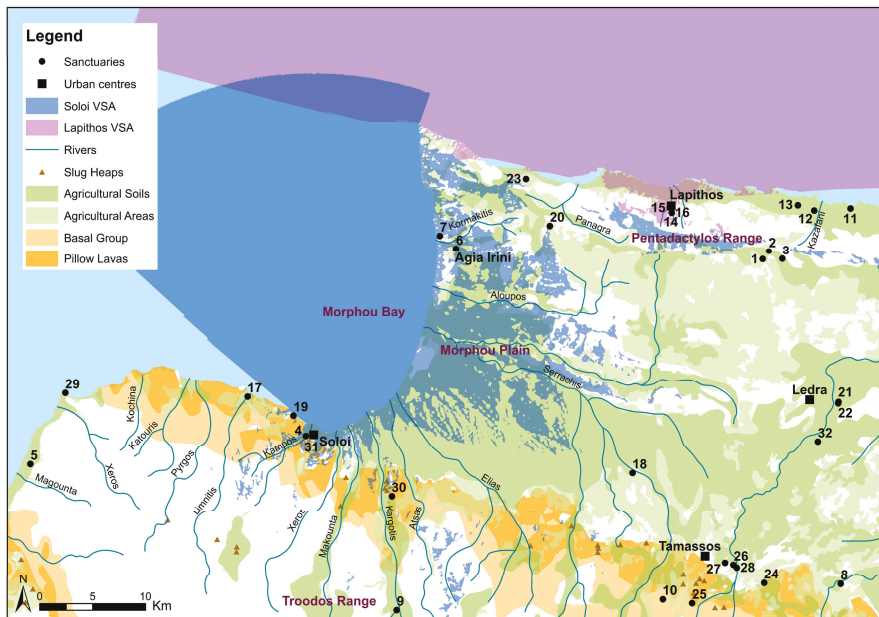 Legend
Sanctuaries
Urban centres
Soloi VSA
Lapithos VSA
Rivers
Slug Heaps
Agricultural Soils
Agricultural Areas
Basal Group
Pillow Lavas
23
Lapithos
15
16
14
13
12
11
Kazafani
7
Kormakitis
6
Agia Irini
20
Panagra
Pentadactylos Range
2
1
3
Aloupos
Morphou Bay
Morphou Plain
Serrachis
29
Kochina
Katouris
17
19
4
31
Soloi
Katnpos
Ledra
21
22
32
5
Magounta
Xeros
Pyrgos
Limnitis
Xero-
Makounta
30
Kargotis
Atsas
Elias
18
Tamassos
27
26
28
24
8
10
25
Troodos Range
9
N
0 5 10
Km